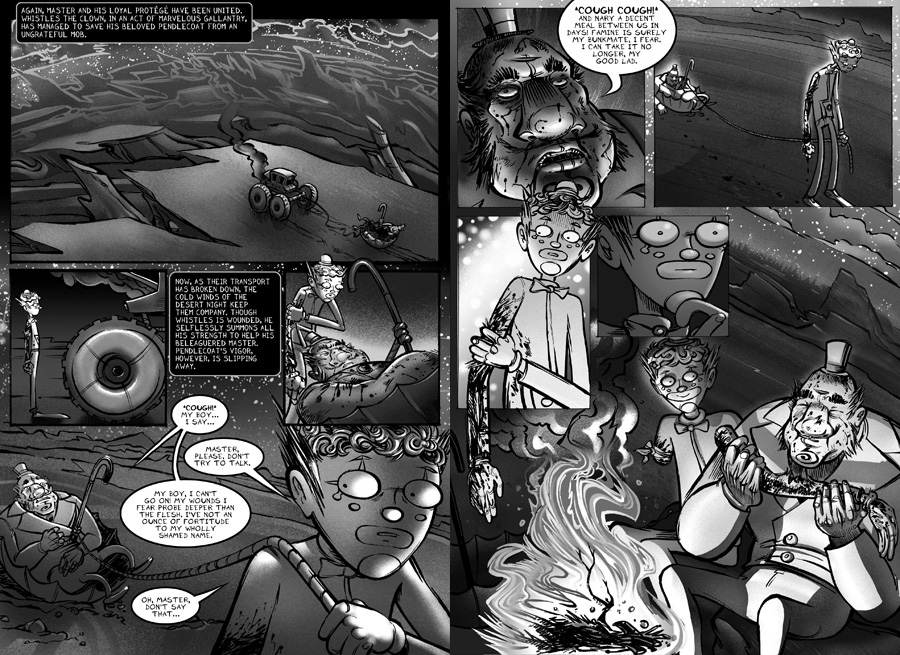 AGAIN, MASTER AND HIS LOYAL PROTÉGÉ HAVE BEEN UNITED.
WHISTLES THE CLOWN, IN AN ACT OF MARVELOUS GALLANTRY,
HAS MANAGED TO SAVE HIS BELOVED PENDLECOAT FROM AN
UNGRATEFUL MOB.
NOW, AS THEIR TRANSPORT
HAS BROKEN DOWN, THE
COLD WINDS OF THE
DESERT NIGHT KEEP
THEM COMPANY. THOUGH
WHISTLES IS WOUNDED, HE
SELFLESSLY SUMMONS ALL
HIS STRENGTH TO HELP HIS
BELEAGUERED MASTER.
PENDLECOAT'S VIGOR,
HOWEVER, IS SLIPPING
AWAY.
*COUGH!*
MY BOY...
I SAY...
MASTER,
PLEASE, DON'T
TRY TO TALK.
MY BOY, I CAN'T
GO ON! MY WOUNDS I
FEAR PROBE DEEPER THAN
THE FLESH. I'VE NOT AN
OUNCE OF FORTITUDE
TO MY WHOLLY
SHAMED NAME.
OH, MASTER,
DON'T SAY
THAT...
*COUGH COUGH!*
AND NARY A DECENT
MEAL BETWEEN US IN
DAYS! FAMINE IS SURELY
MY BUNKMATE, I FEAR.
I CAN TAKE IT NO
LONGER, MY
GOOD LAD.